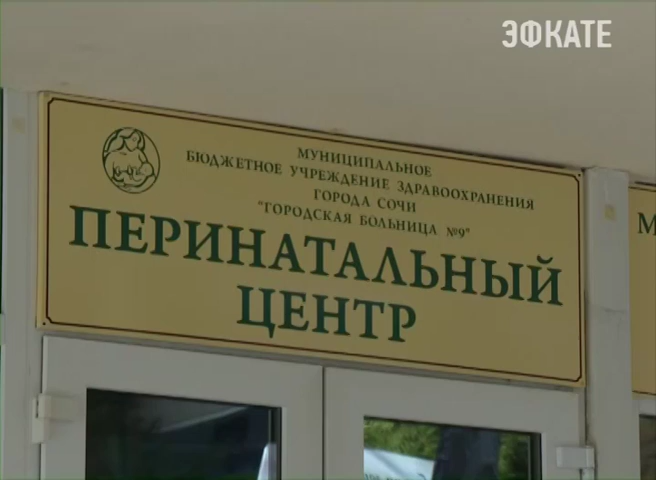 ЭФКАТЕ
МУНИЦИПАЛЬНОЕ
БЮДЖЕТНОЕ УЧРЕЖДЕНИЕ ЗДРАВООХРАНЕНИЯ
ГОРОДА СОЧИ
"ГОРОДСКАЯ БОЛЬНИЦА №9"
ПЕРИНАТАЛЬНЫЙ
ЦЕНТР